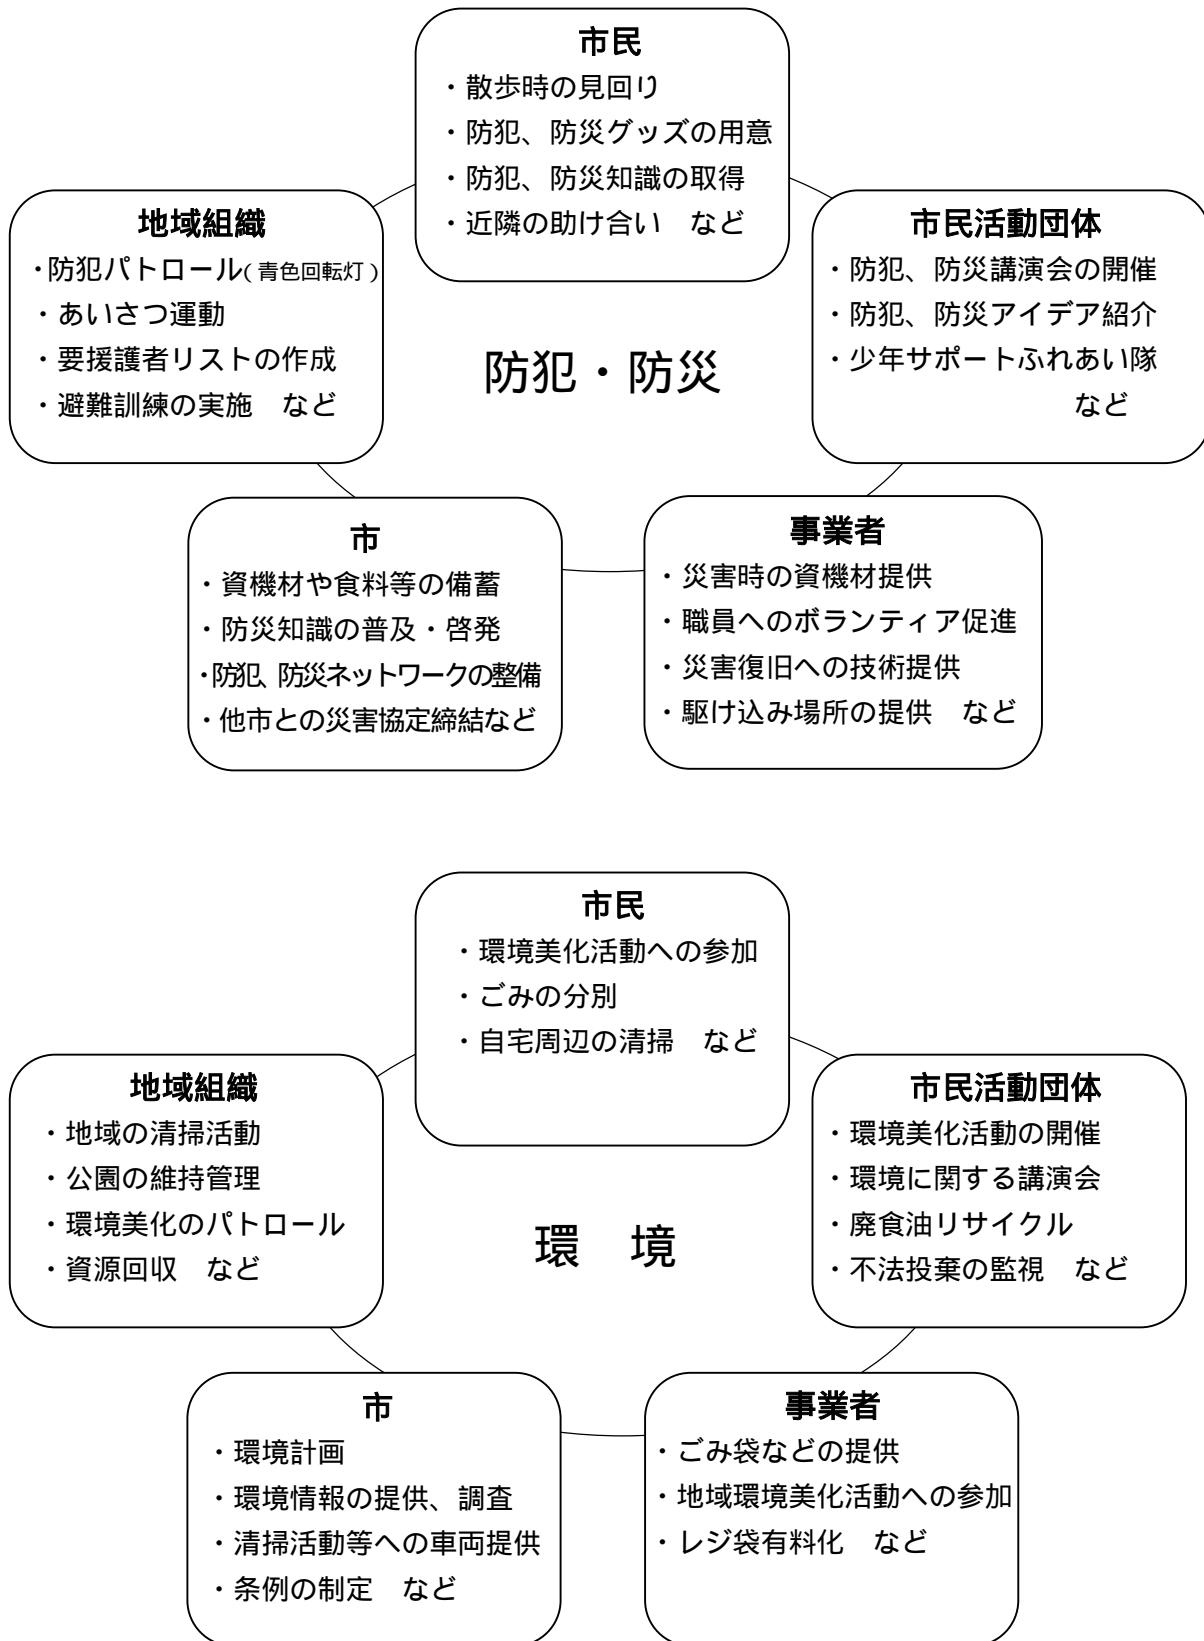 市民
・散歩時の見回り
・防犯、防災グッズの用意
・防犯、防災知識の取得
・近隣の助け合い　など
地域組織
・防犯パトロール(青色回転灯)
・あいさつ運動
・要援護者リストの作成
・避難訓練の実施　など
市民活動団体
・防犯、防災講演会の開催
・防犯、防災アイデア紹介
・少年サポートふれあい隊
など
防犯・防災
市
・資機材や食料等の備蓄
・防災知識の普及・啓発
・防犯、防災ネットワークの整備
・他市との災害協定締結など
事業者
・災害時の資機材提供
・職員へのボランティア促進
・災害復旧への技術提供
・駆け込み場所の提供　など
市民
・環境美化活動への参加
・ごみの分別
・自宅周辺の清掃　など
地域組織
・地域の清掃活動
・公園の維持管理
・環境美化のパトロール
・資源回収　など
市民活動団体
・環境美化活動の開催
・環境に関する講演会
・廃食油リサイクル
・不法投棄の監視　など
環　境
市
・環境計画
・環境情報の提供、調査
・清掃活動等への車両提供
・条例の制定　など
事業者
・ごみ袋などの提供
・地域環境美化活動への参加
・レジ袋有料化　など